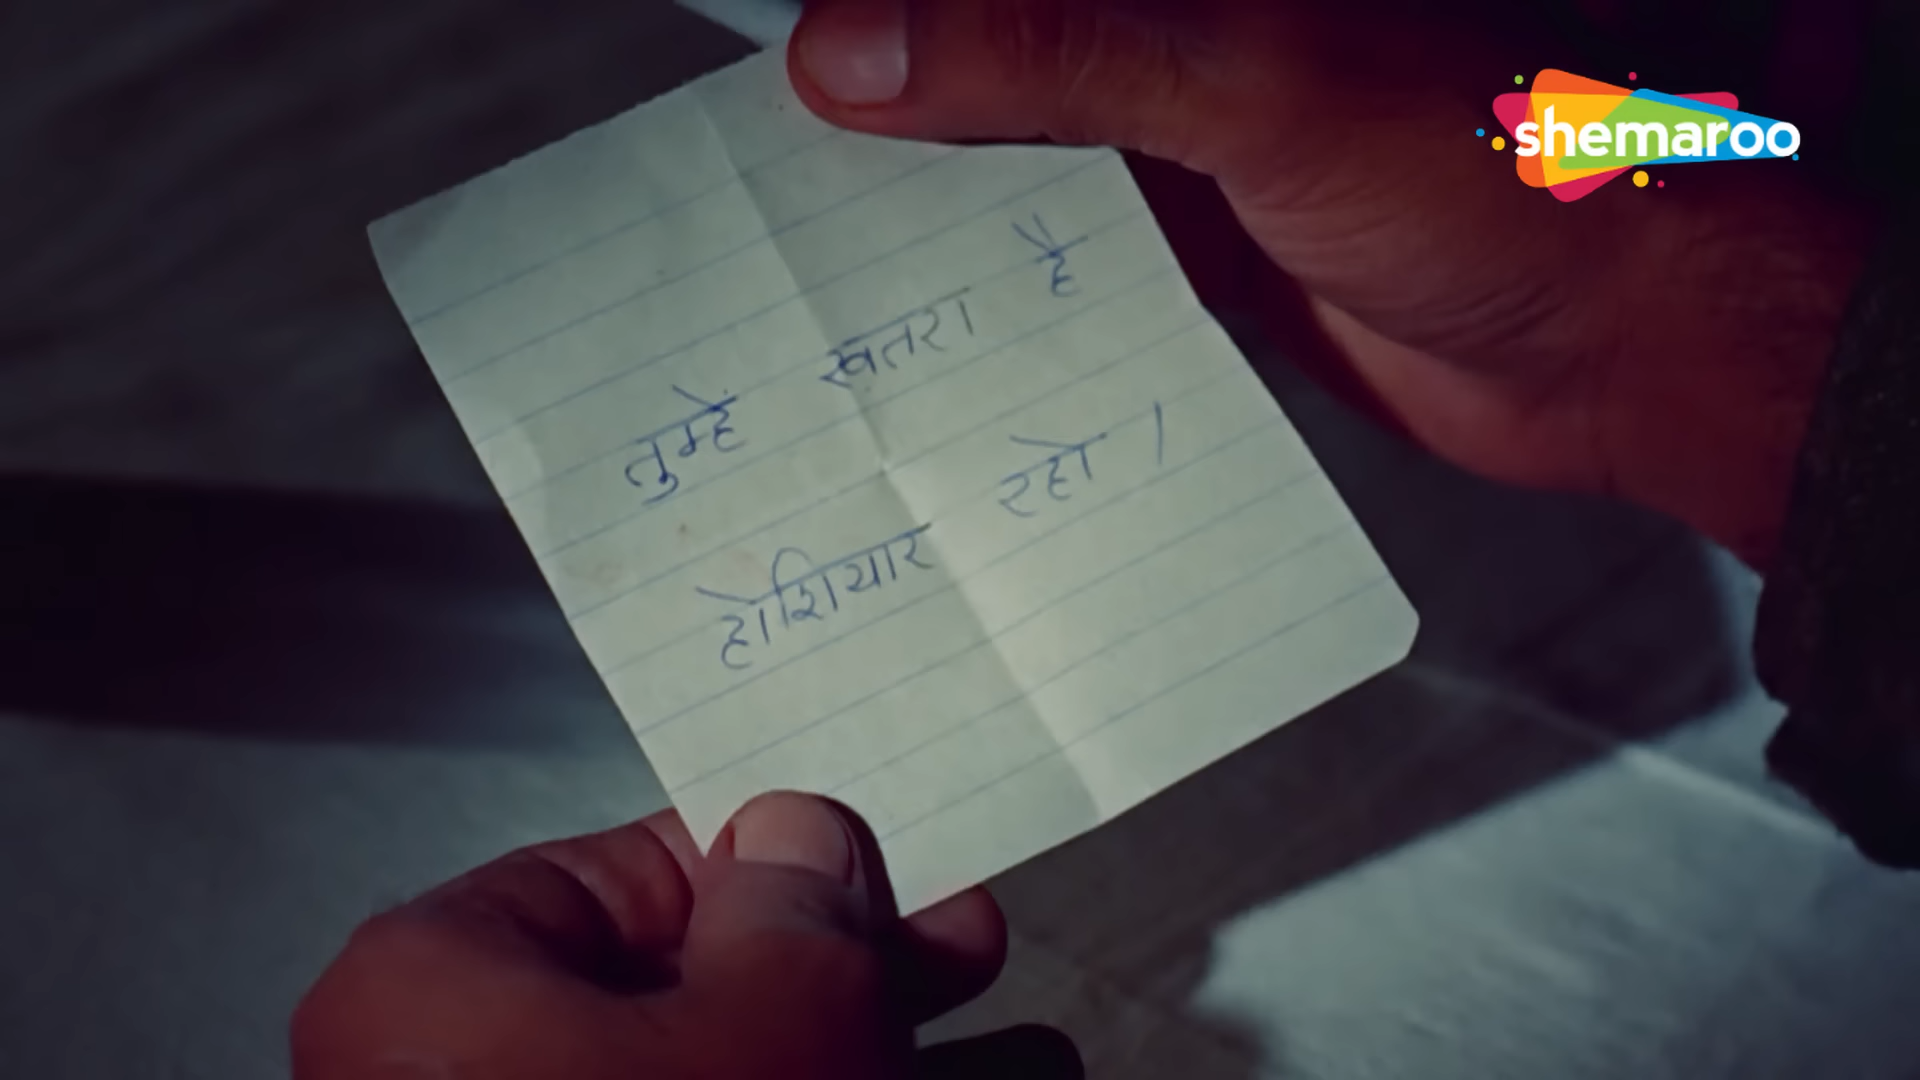 shemaroo
तुम्हें खतरा है
होशियार रहो ।